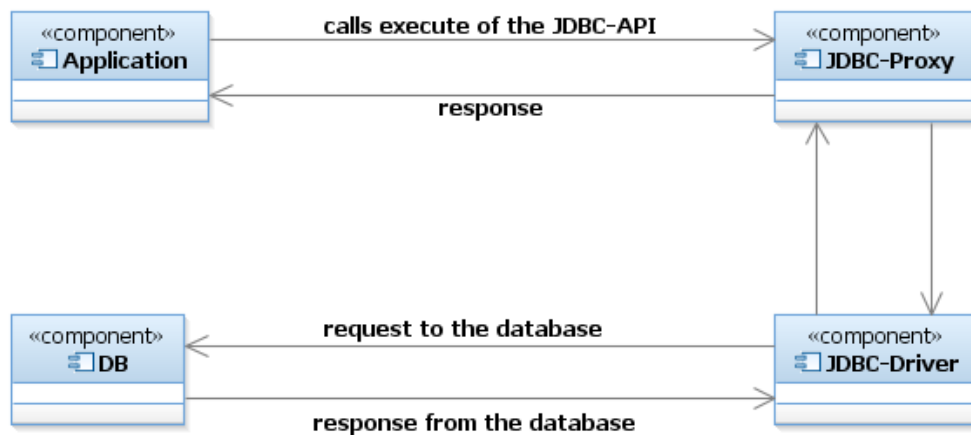 «component»
Application
calls execute of the JDBC-API
«component»
JDBC-Proxy
response
«component»
DB
request to the database
«component»
JDBC-Driver
response from the database